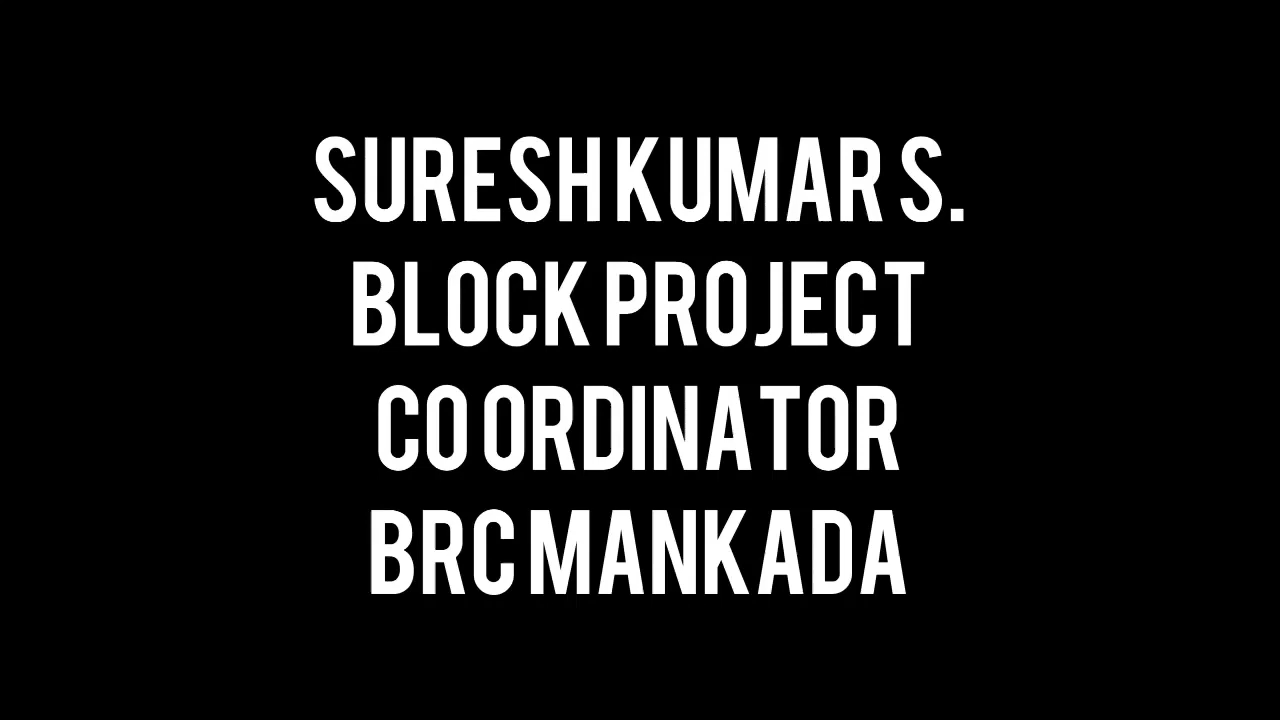 SURESH KUMAR S.
BLOCK PROJECT
CO ORDINATOR
BRC MANKADA